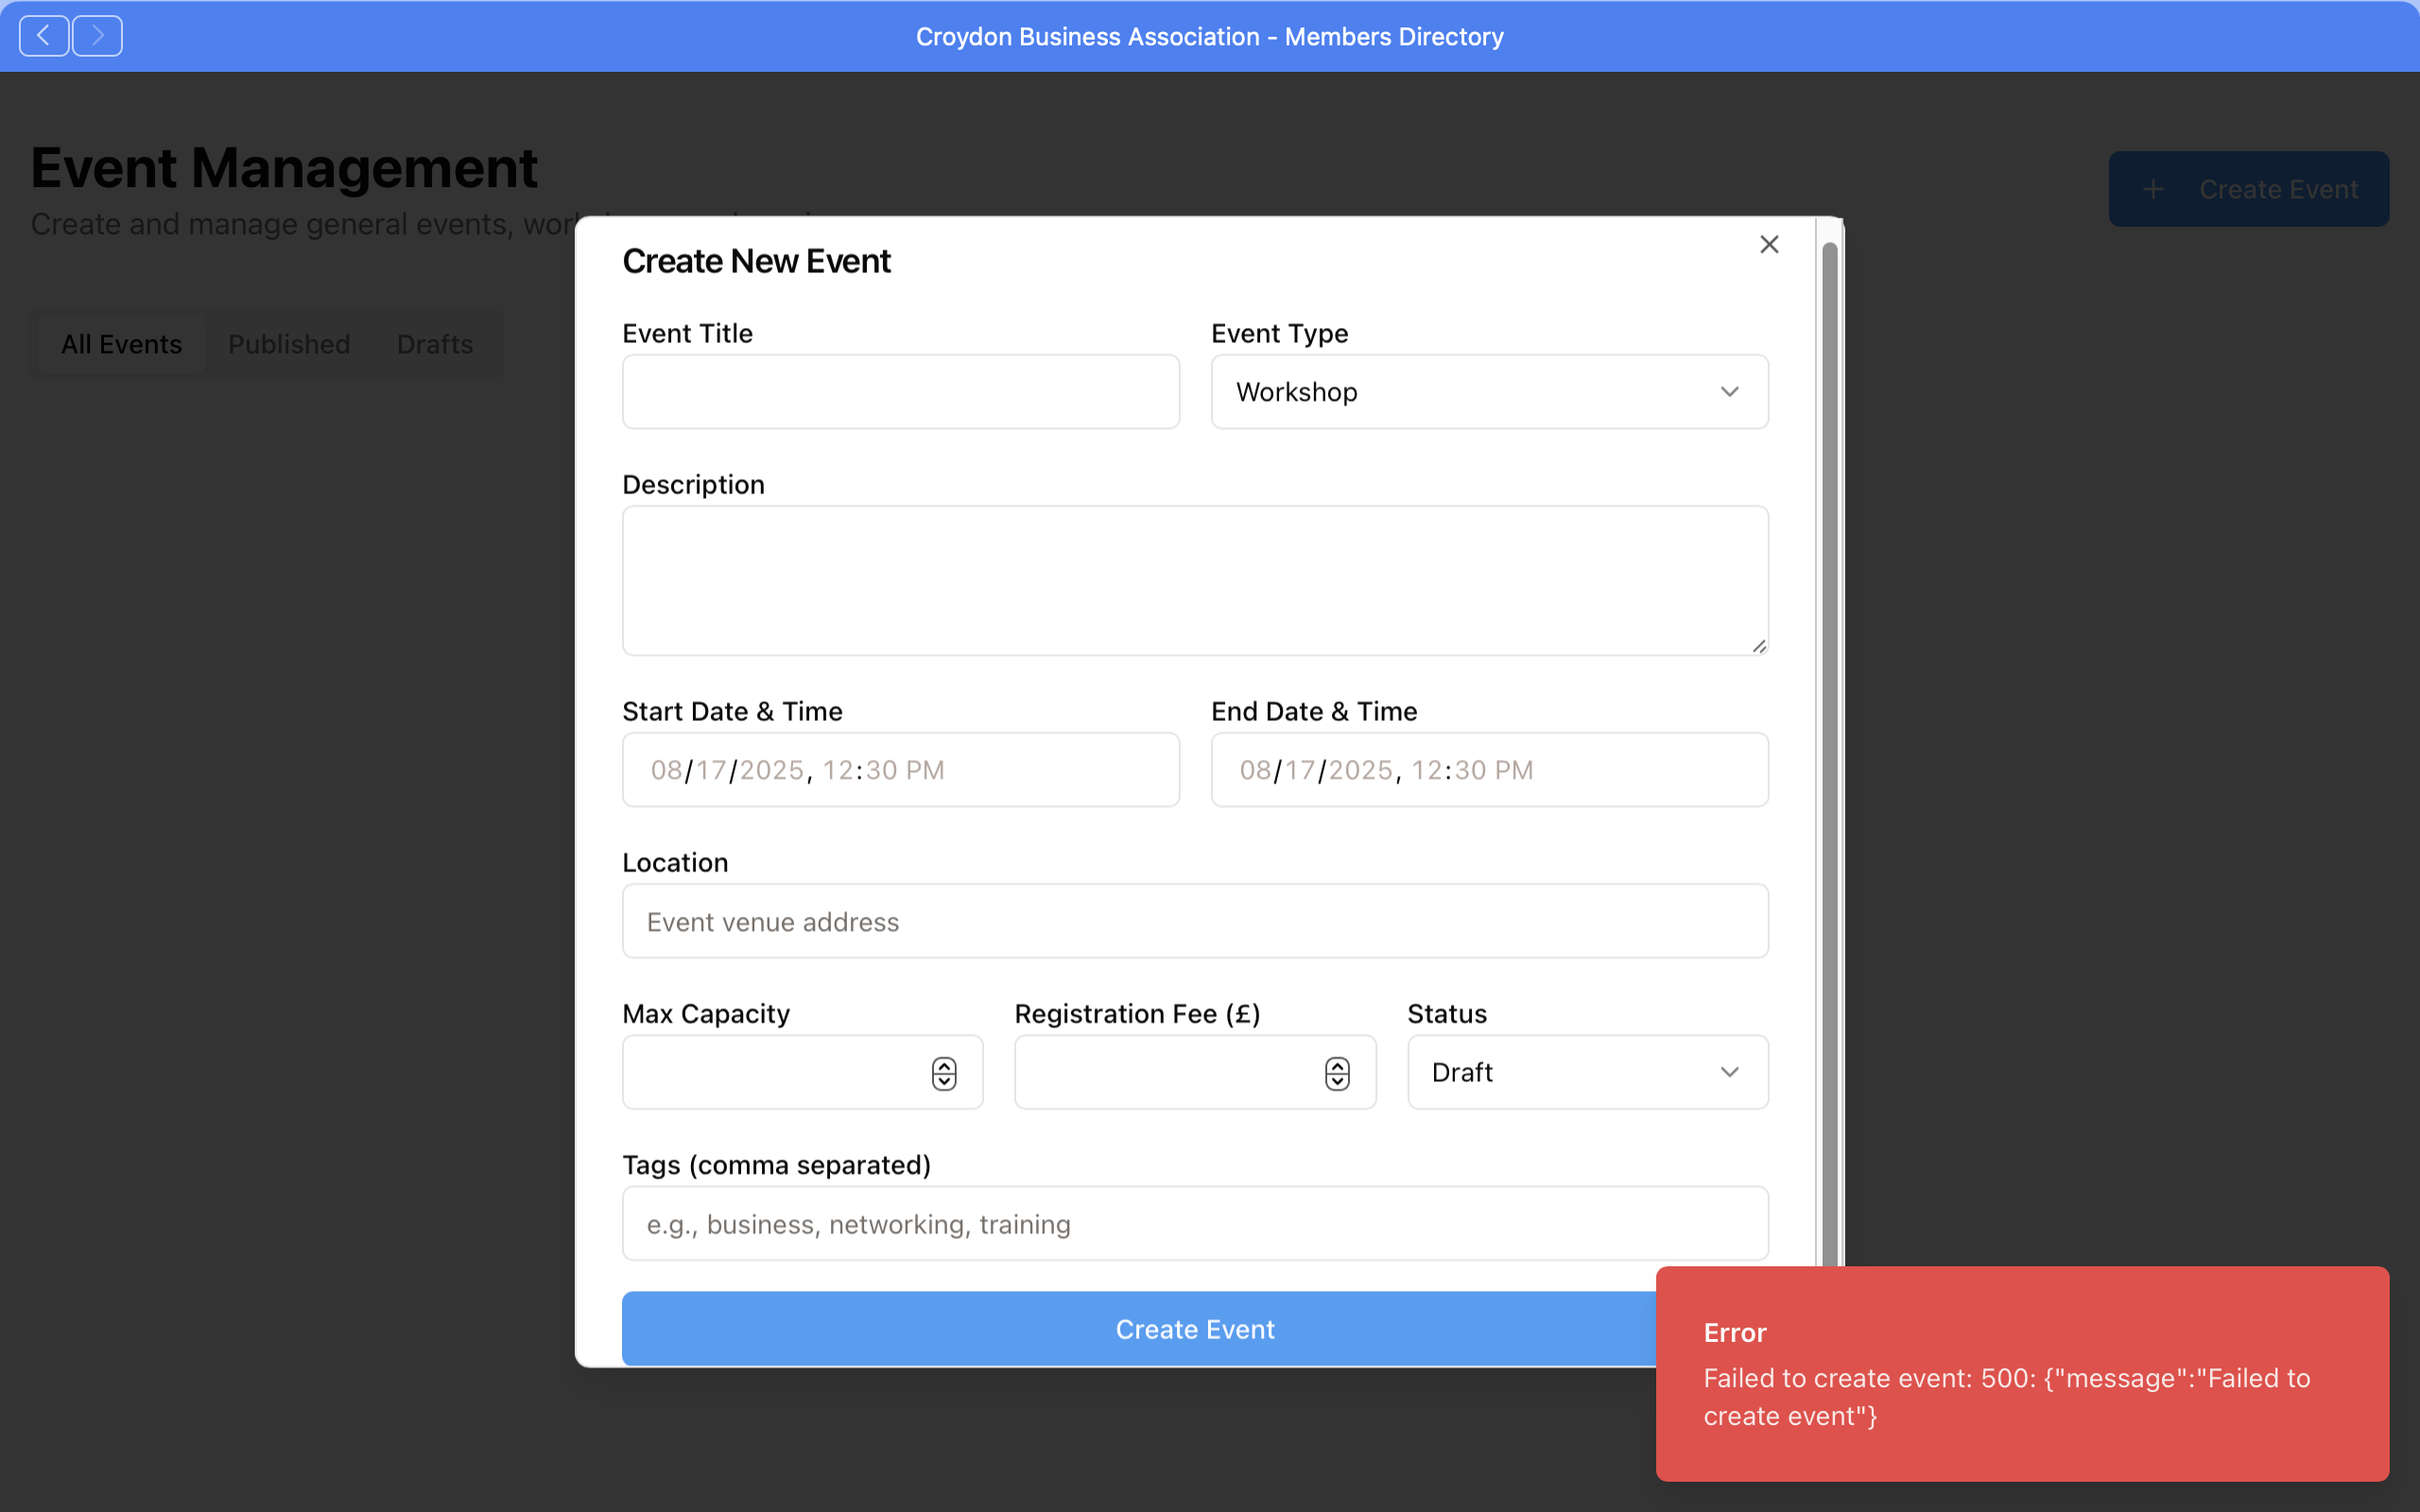 Croydon Business Association - Members Directory
Event Management
+ Create Event
Create and manage general events, wor
All Events
Published
Drafts
Create New Event
Event Title
Event Type
Workshop
Description
Start Date & Time
End Date & Time
08/17/2025, 12:30 PM
08/17/2025, 12:30 PM
Location
Event venue address
Max Capacity
Registration Fee (£)
Status
Draft
Tags (comma separated)
e.g., business, networking, training
Create Event
Error
Failed to create event: 500: {"message":"Failed to
create event"}